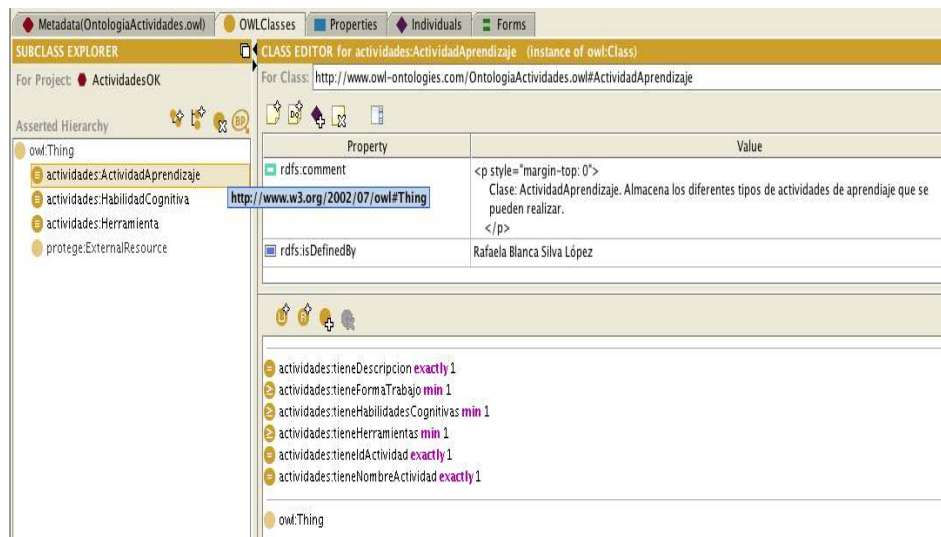 Metadata(OntologiaActividades.owl) OWLClasses Properties Individuals Forms
SUBCLASS EXPLORER
For Project: ActividadesOK
Asserted Hierarchy
owl:Thing
actividades:ActividadAprendizaje
actividades:HabilidadCognitiva
actividades:Herramienta
protege:ExternalResource
http://www.w3.org/2002/07/owl#Thing
CLASS EDITOR for actividades:ActividadAprendizaje (instance of owl:Class)
For Class: http://www.owl-ontologies.com/OntologiaActividades.owl#ActividadAprendizaje
Property Value
rdfs:comment <p style="margin-top: 0">
Clase: ActividadAprendizaje. Almacena los diferentes tipos de actividades de aprendiaje que se
pueden realizar.
</p>
rdfs:isDefinedBy Rafaela Blanca Silva López
actividades:tieneDescripcion exactly 1
actividades:tieneFormaTrabajo min 1
actividades:tieneHabilidadesCognitivas min 1
actividades:tieneHerramientas min 1
actividades:tieneIdActividad exactly 1
actividades:tieneNombreActividad exactly 1
owl:Thing